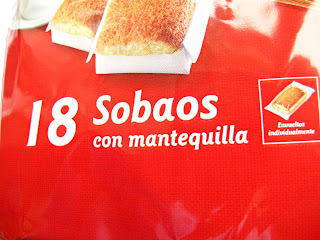 18 Sobaos
con mantequilla
Envueltos
individualmente